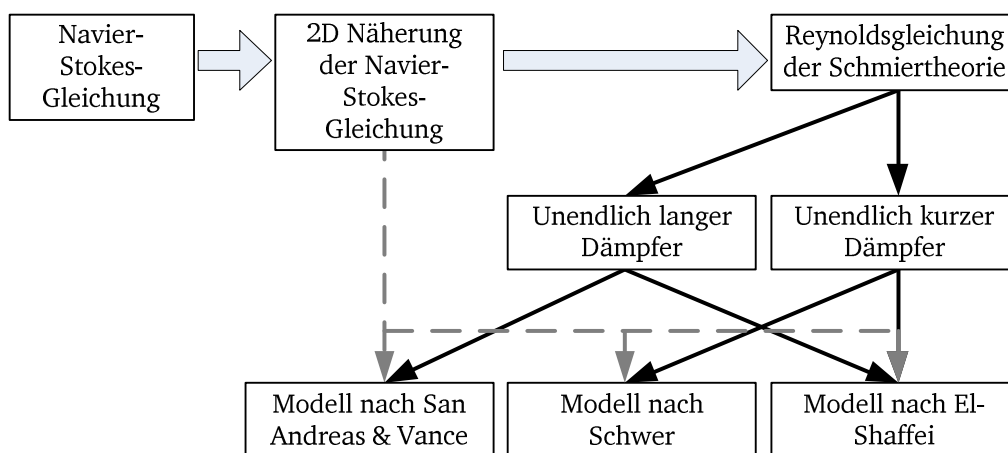 Navier-
Stokes-
Gleichung
2D Näherung
der Navier-
Stokes-
Gleichung
Reynoldsgleichung
der Schmiertheorie
Unendlich langer
Dämpfer
Unendlich kurzer
Dämpfer
Modell nach San
Andreas & Vance
Modell nach
Schwer
Modell nach El-
Shaffei